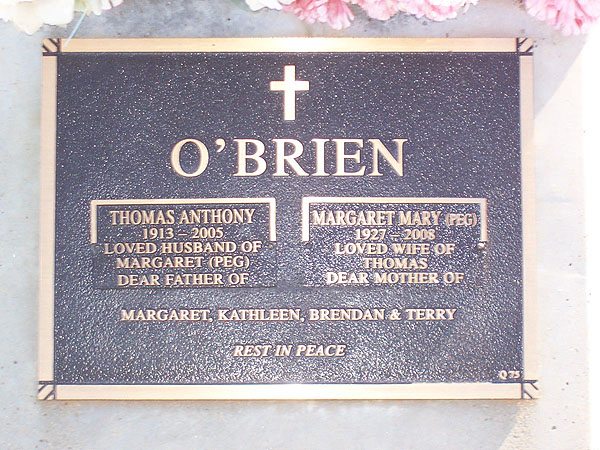 O'BRIEN
THOMAS ANTHONY
1913 – 2005
LOVED HUSBAND OF
MARGARET (PEG)
DEAR FATHER OF
MARGARET MARY (PEG)
1927 – 2008
LOVED WIFE OF
THOMAS
DEAR MOTHER OF
MARGARET, KATHLEEN, BRENDAN & TERRY
REST IN PEACE
Q 75